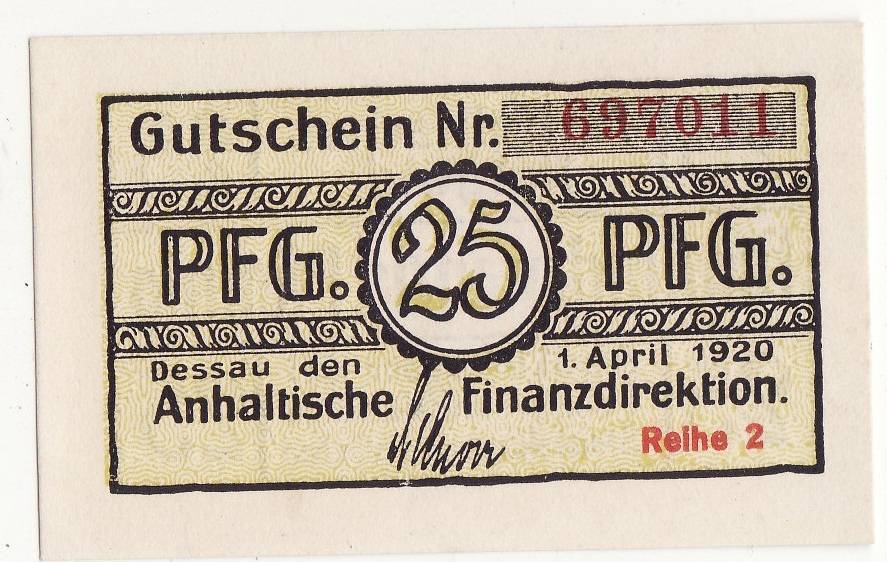 Gutschein Nr. 697011
PFG. 25 PFG.
Dessau den 1. April 1920
Anhaltische Finanzdirektion.
Reihe 2